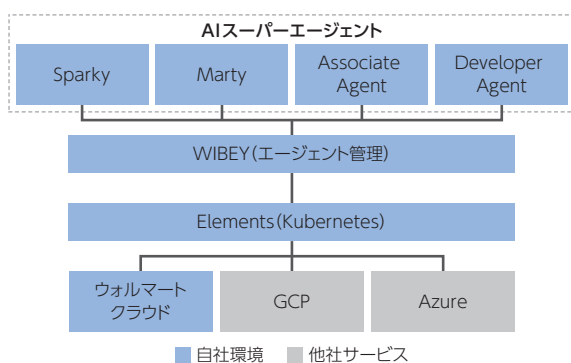 AIスーパーエージェント
Sparky
Marty
Associate
Agent
Developer
Agent
WIBEY(エージェント管理)
Elements(Kubernetes)
ウォルマート
クラウド
GCP
Azure
自社環境
他社サービス